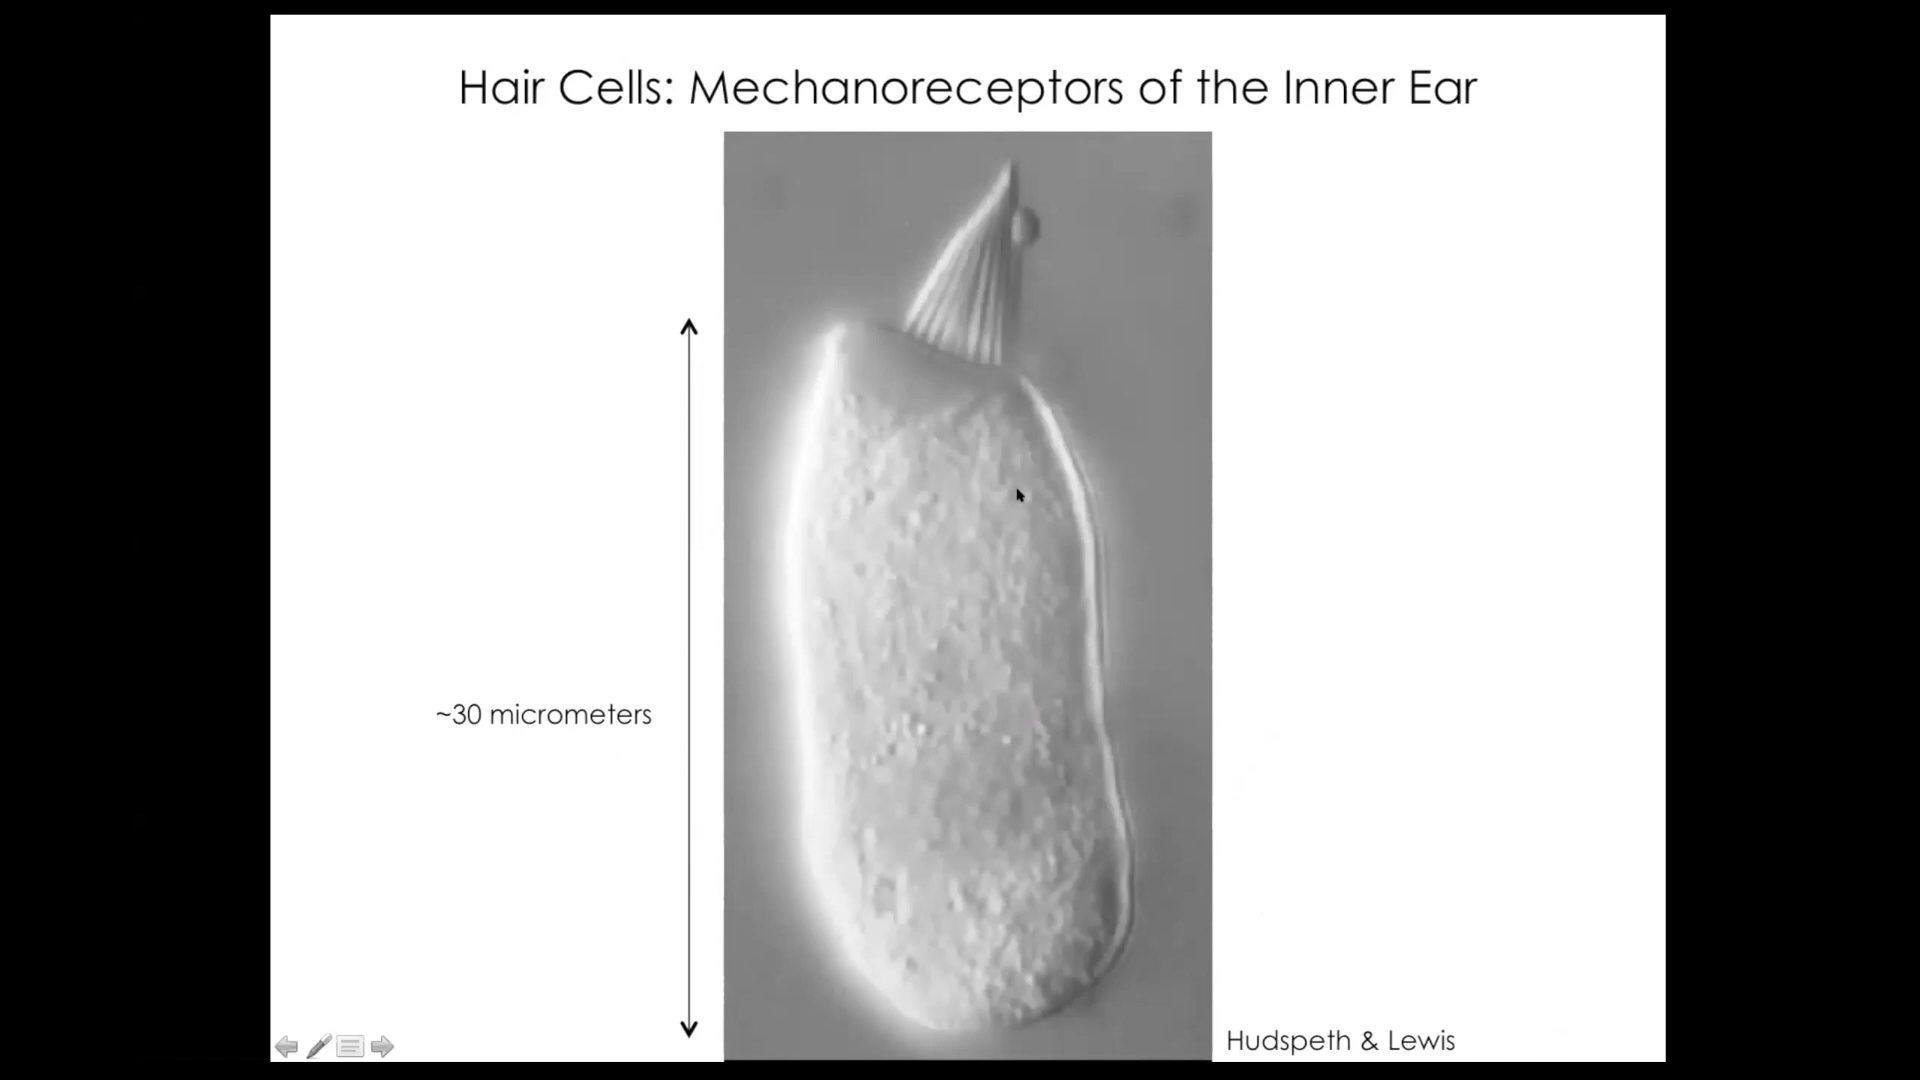 Hair Cells: Mechanoreceptors of the Inner Ear
~30 micrometers
Hudspeth & Lewis